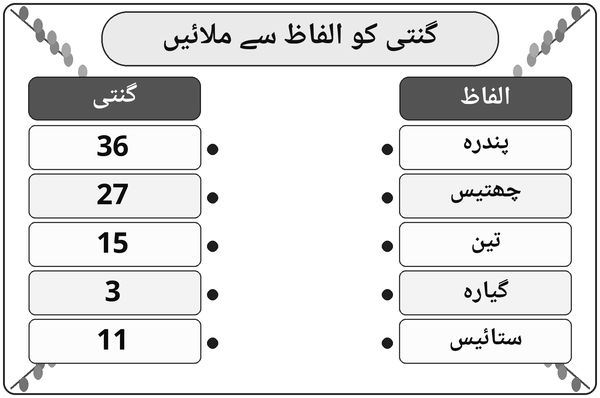 گنتی کو الفاظ سے ملائیں
الفاظ گنتی
پندرہ 36
چھتیس 27
تین 15
گیارہ 3
ستائیس 11